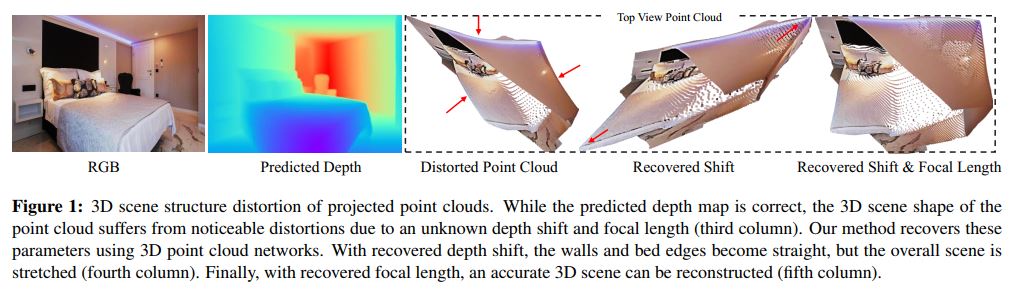 Top View Point Cloud
RGB
Predicted Depth
Distorted Point Cloud
Recovered Shift
Recovered Shift & Focal Length
Figure 1: 3D scene structure distortion of projected point clouds. While the predicted depth map is correct, the 3D scene shape of the
point cloud suffers from noticeable distortions due to an unknown depth shift and focal length (third column). Our method recovers these
parameters using 3D point cloud networks. With recovered depth shift, the walls and bed edges become straight, but the overall scene is
stretched (fourth column). Finally, with recovered focal length, an accurate 3D scene can be reconstructed (fifth column).